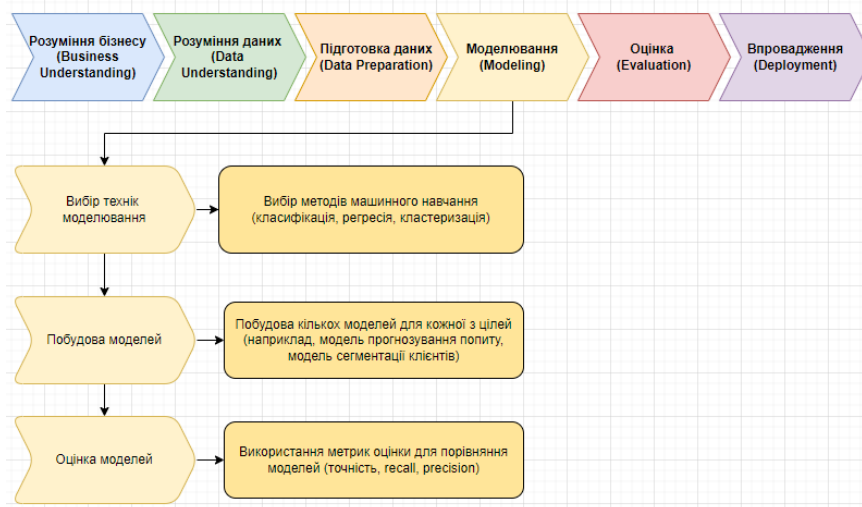 Розуміння бізнесу
(Business
Understanding)
Розуміння даних
(Data
Understanding)
Підготовка даних
(Data Preparation)
Моделювання
(Modeling)
Оцінка
(Evaluation)
Впровадження
(Deployment)
Вибір технік
моделювання
Вибір методів машинного навчання
(класифікація, регресія, кластеризація)
Побудова моделей
Побудова кількох моделей для кожної з цілей
(наприклад, модель прогнозування попиту,
модель сегментації клієнтів)
Оцінка моделей
Використання метрик оцінки для порівняння
моделей (точність, recall, precision)